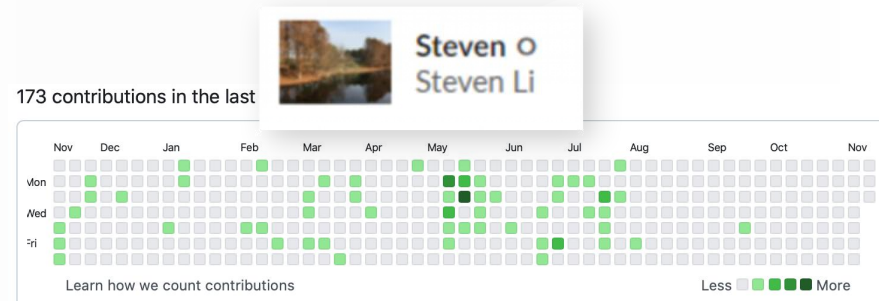 Steven O
Steven Li
173 contributions in the last
Nov Dec Jan Feb Mar Apr May Jun Jul Aug Sep Oct Nov
Mon
Wed
Fri
Learn how we count contributions
Less More